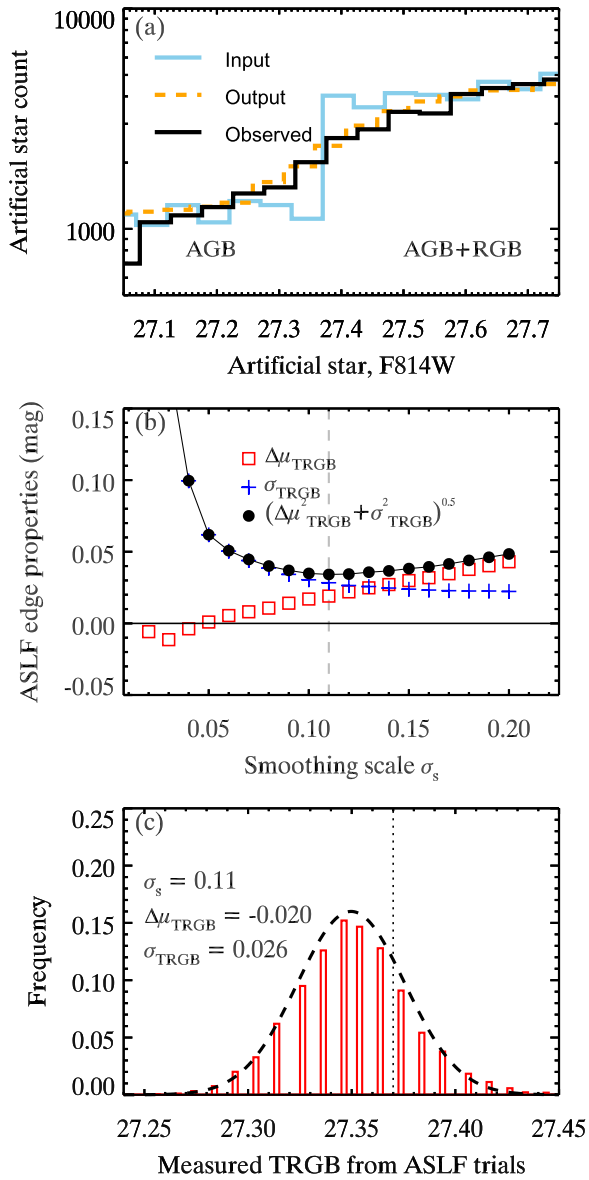 (a)
10000
1000
Artificial star count
Input
Output
Observed
AGB
AGB+RGB
27.1 27.2 27.3 27.4 27.5 27.6 27.7
Artificial star, F814W
(b)
0.15
0.10
0.05
0.00
-0.05
ASLF edge properties (mag)
Δμ_TRGB
σ_TRGB
(Δμ²_TRGB+σ²_TRGB)^0.5
0.05 0.10 0.15 0.20
Smoothing scale σ_s
(c)
0.25
0.20
0.15
0.10
0.05
0.00
Frequency
σ_s = 0.11
Δμ_TRGB = -0.020
σ_TRGB = 0.026
27.25 27.30 27.35 27.40 27.45
Measured TRGB from ASLF trials